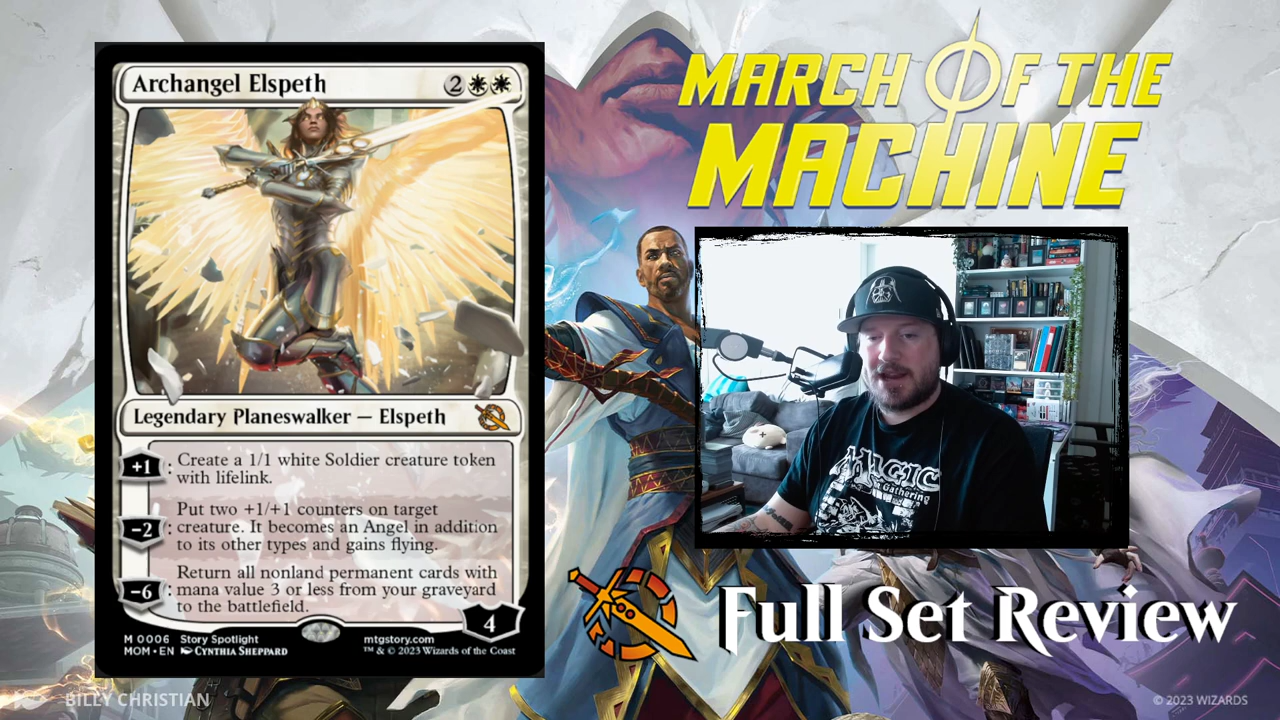 Archangel Elspeth 2
Legendary Planeswalker — Elspeth
+1: Create a 1/1 white Soldier creature token
with lifelink.
Put two +1/+1 counters on target
-2: creature. It becomes an Angel in addition
to its other types and gains flying.
Return all nonland permanent cards with
-6: mana value 3 or less from your graveyard
to the battlefield.
4
M 0006 Story Spotlight mtgstory.com
MOM • EN CYNTHIA SHEPPARD ™ & © 2023 Wizards of the Coast
BILLY CHRISTIAN
MARCH OF THE
MACHINE
MAGIC
the Gathering
Full Set Review
© 2023 WIZARDS